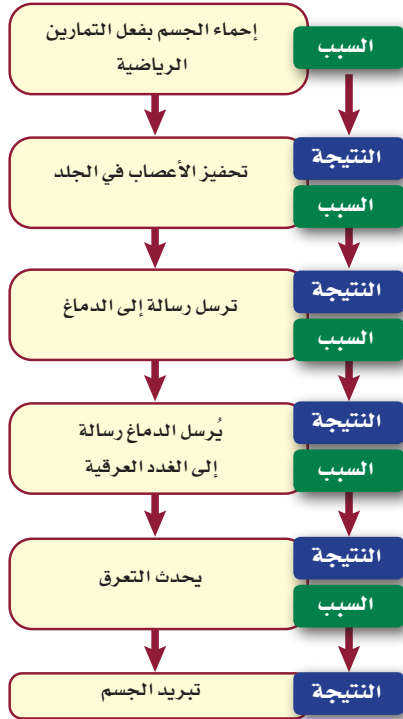 السبب
إحماء الجسم بفعل التمارين
الرياضية
النتيجة
السبب
تحفيز الأعصاب في الجلد
النتيجة
السبب
ترسل رسالة إلى الدماغ
النتيجة
السبب
يُرسل الدماغ رسالة
إلى الغدد العرقية
النتيجة
السبب
يحدث التعرق
النتيجة
تبريد الجسم